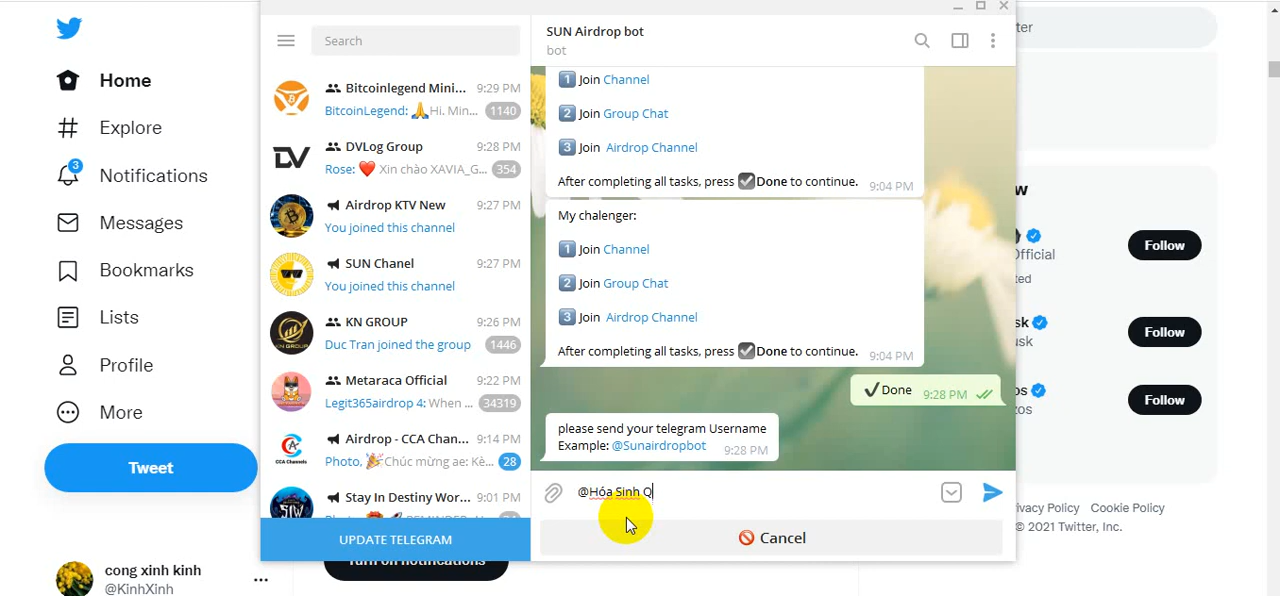 Home
Explore
3
Notifications
Messages
Bookmarks
Lists
Profile
More
Tweet
cong xinh kinh
@KinhXinh
Search
Bitcoinlegend Mini... 9:29 PM
BitcoinLegend: 🙏 Hi. Min... 1140
DVLog Group 9:28 PM
DV
Rose: ❤️ Xin chào XAVIA_G... 354
Airdrop KTV New 9:27 PM
You joined this channel
SUN Chanel 9:27 PM
You joined this channel
KN GROUP 9:26 PM
KN GROUP
Duc Tran joined the group 1446
Metaraca Official 9:22 PM
Legit365airdrop 4: When ... 34319
Airdrop - CCA Chan... 9:14 PM
CCA
Channels
Photo, 🎉Chúc mừng ae: Kè... 28
Stay In Destiny Wor... 9:01 PM
UPDATE TELEGRAM
Turn on notifications
SUN Airdrop bot
bot
1 Join Channel
2 Join Group Chat
3 Join Airdrop Channel
After completing all tasks, press ✔Done to continue. 9:04 PM
My chalenger:
1 Join Channel
2 Join Group Chat
3 Join Airdrop Channel
After completing all tasks, press ✔Done to continue. 9:04 PM
✔Done 9:28 PM
please send your telegram Username
Example: @Sunairdropbot 9:28 PM
@Hóa Sinh Q
🚫 Cancel
ter
Follow
Follow
Follow
ivacy Policy Cookie Policy
© 2021 Twitter, Inc.